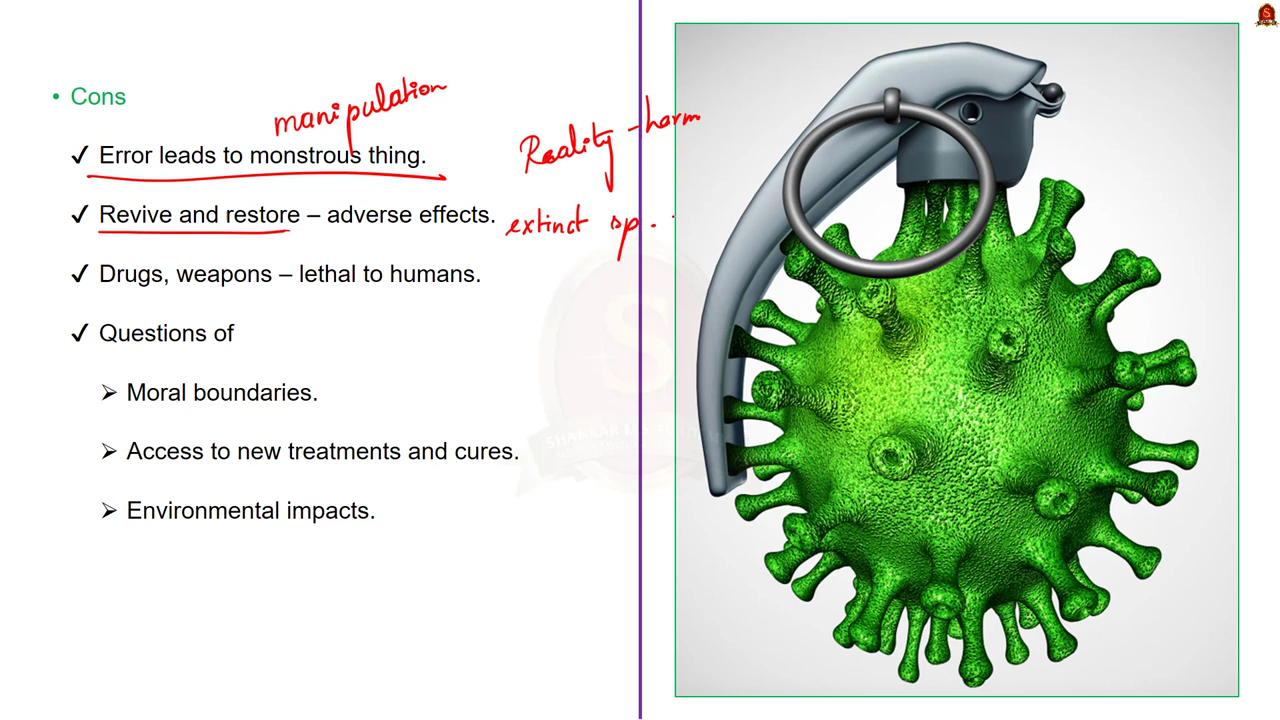 • Cons
manipulation
✓ Error leads to monstrous thing.
Reality - harm
✓ Revive and restore – adverse effects.
extinct sp.
✓ Drugs, weapons – lethal to humans.
✓ Questions of
➢ Moral boundaries.
➢ Access to new treatments and cures.
➢ Environmental impacts.